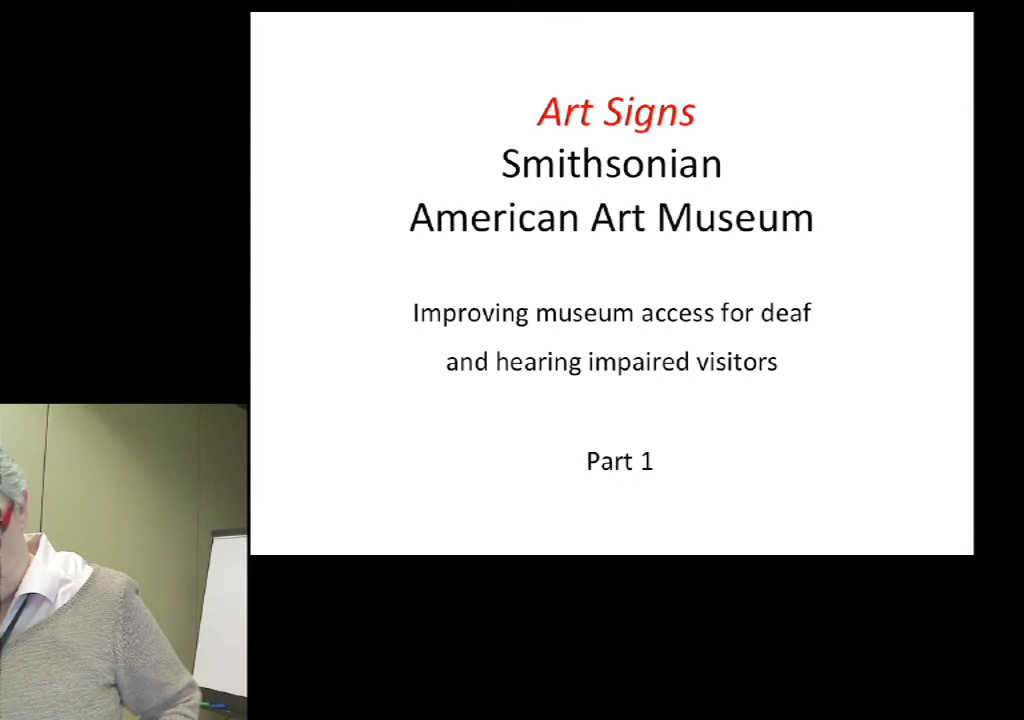 Art Signs
Smithsonian
American Art Museum
Improving museum access for deaf
and hearing impaired visitors
Part 1